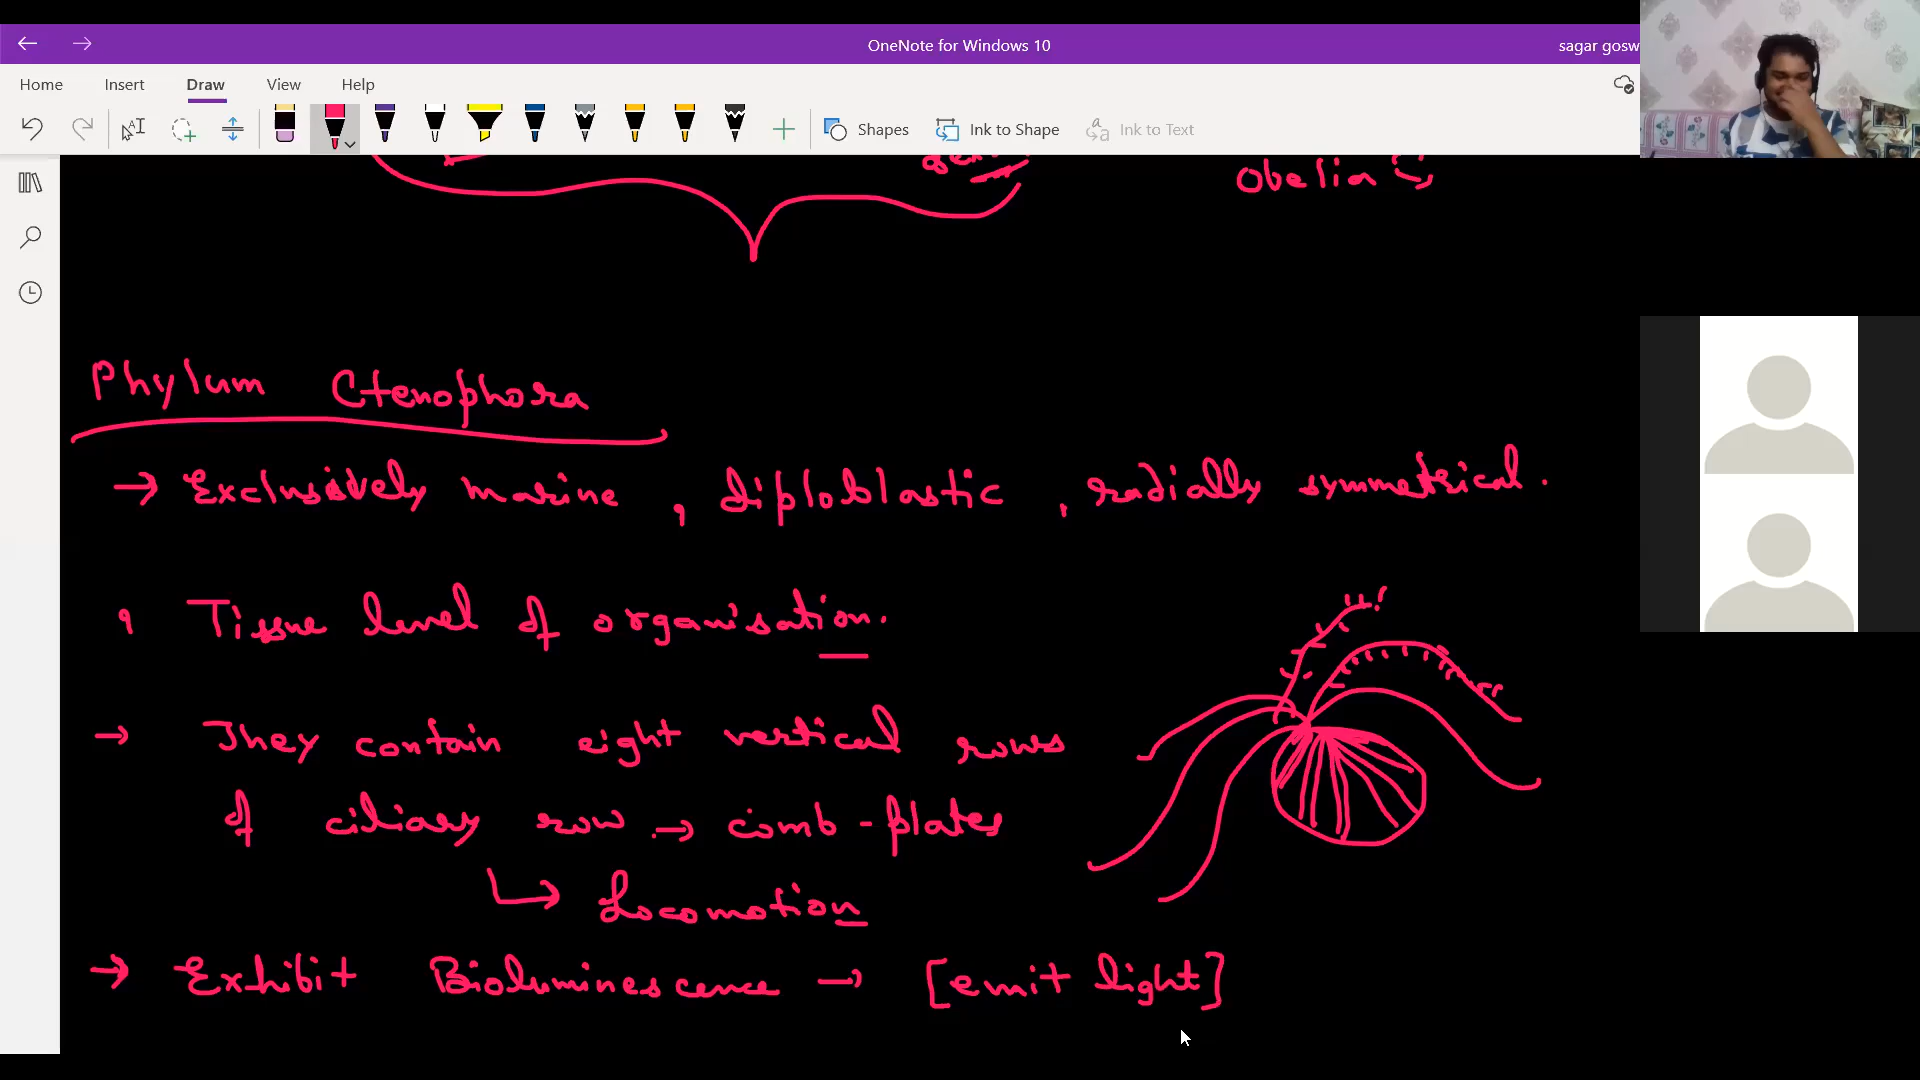 OneNote for Windows 10
sagar gosw
Home Insert Draw View Help
Shapes Ink to Shape Ink to Text
Obelia
Phylum Ctenophora
→ Exclusively marine, diploblastic, radially symmetrical.
Tissue level of organisation.
→ They contain eight vertical rows
of ciliary row → comb-plates
↳ Locomotion
→ Exhibit Bioluminescence → [emit light]